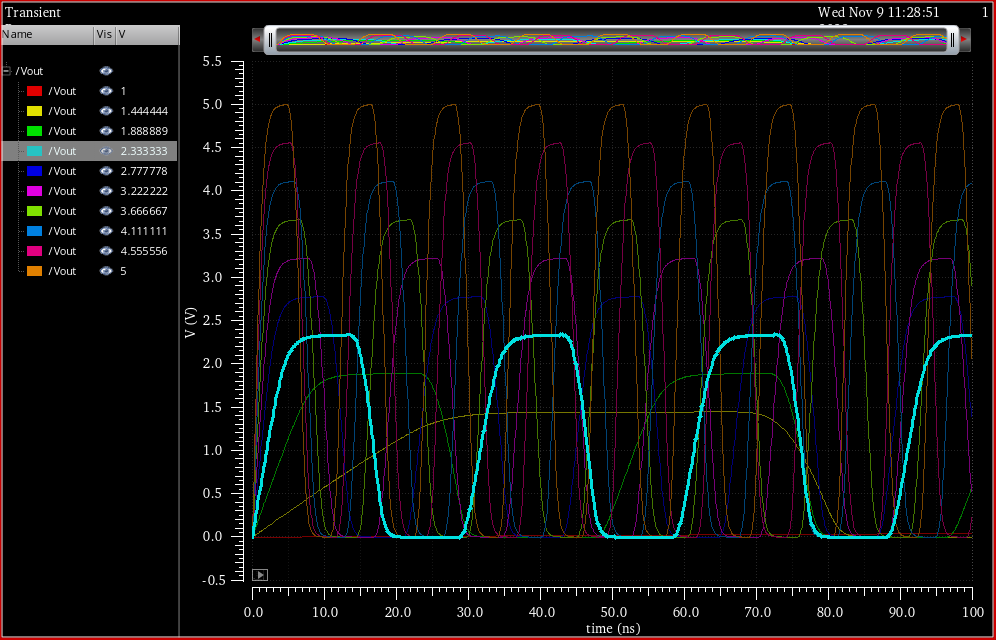 Transient
Wed Nov 9 11:28:51
1
Name Vis V
/Vout
/Vout 1
/Vout 1.444444
/Vout 1.888889
/Vout 2.333333
/Vout 2.777778
/Vout 3.222222
/Vout 3.666667
/Vout 4.111111
/Vout 4.555556
/Vout 5
5.5
5.0
4.5
4.0
3.5
3.0
2.5
2.0
1.5
1.0
0.5
0.0
-0.5
V (V)
0.0 10.0 20.0 30.0 40.0 50.0 60.0 70.0 80.0 90.0 100
time (ns)